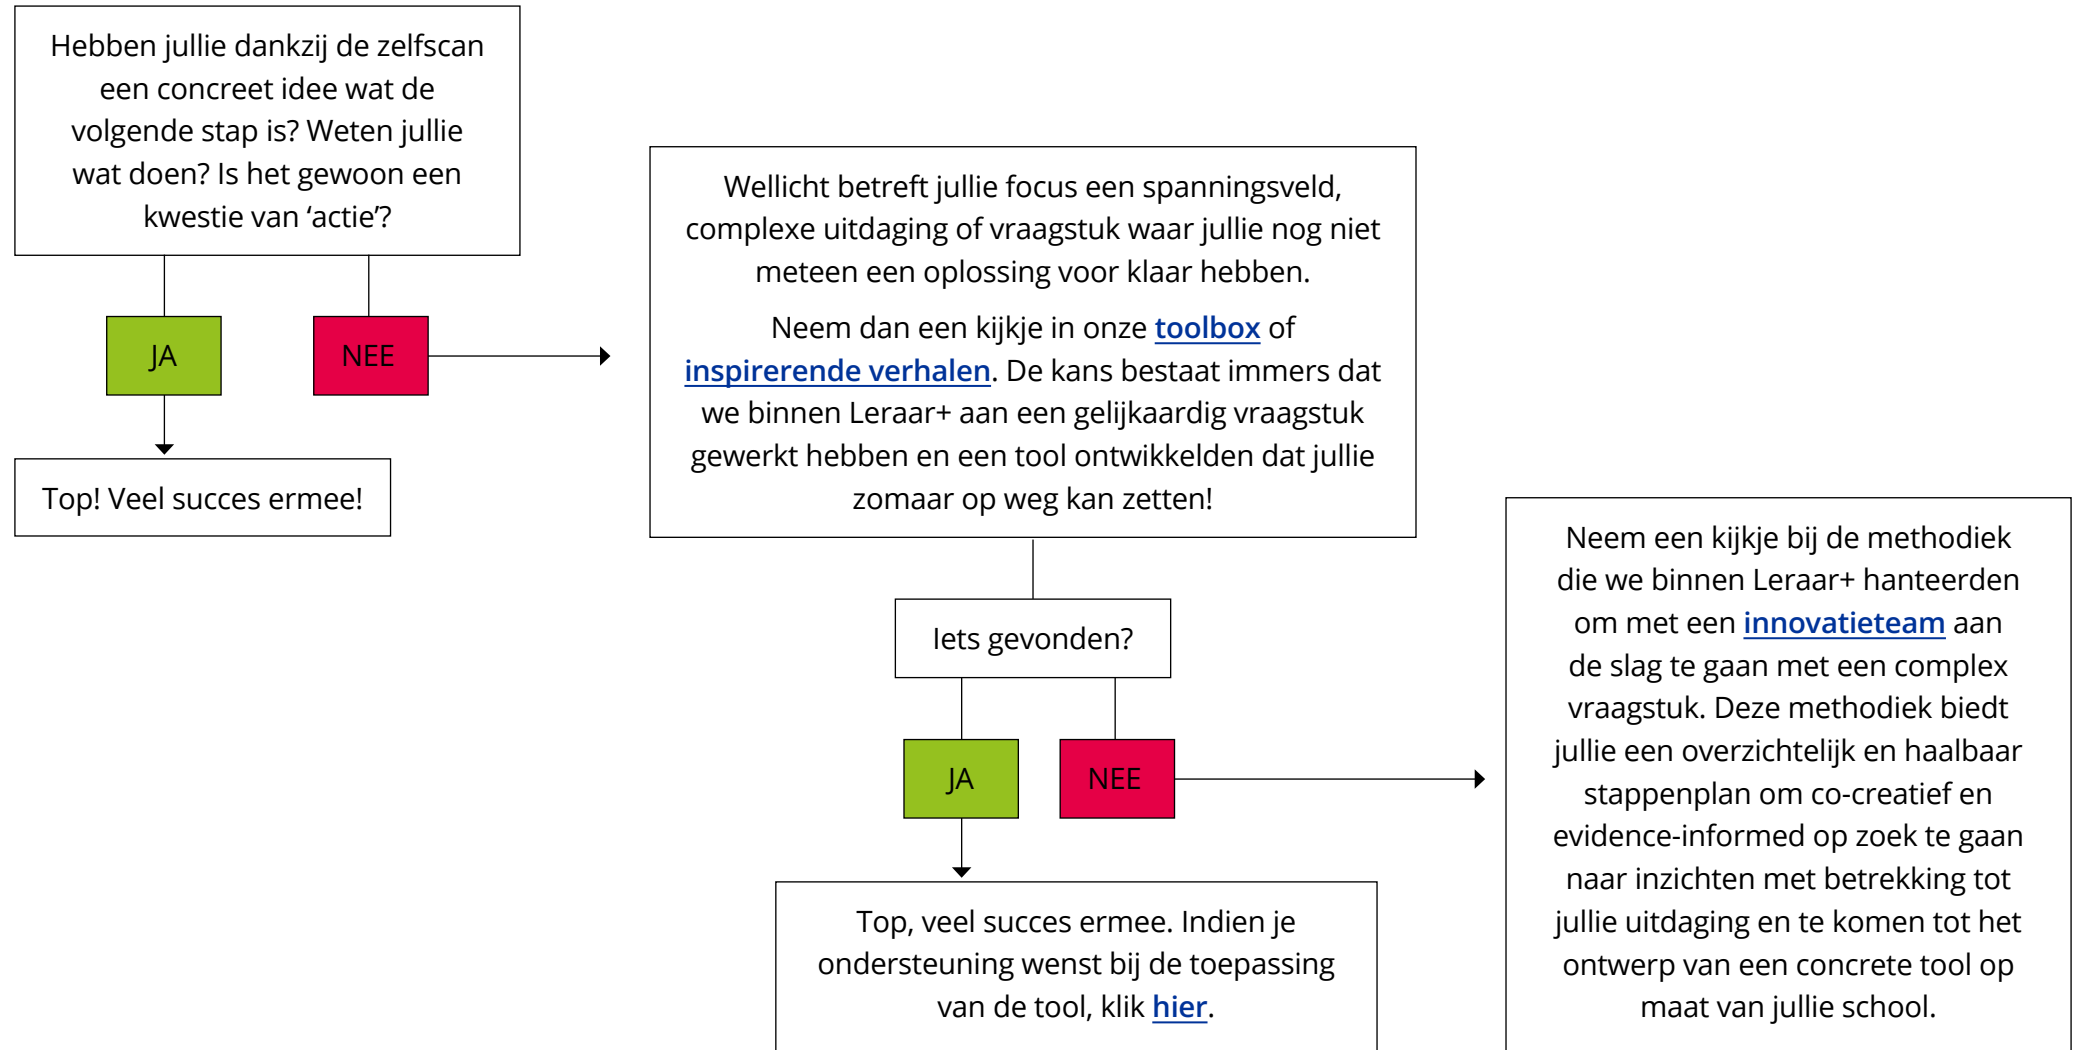 Hebben jullie dankzij de zelfscan
een concreet idee wat de
volgende stap is? Weten jullie
wat doen? Is het gewoon een
kwestie van ‘actie’?
JA
NEE
Top! Veel succes ermee!
Wellicht betreft jullie focus een spanningsveld,
complexe uitdaging of vraagstuk waar jullie nog niet
meteen een oplossing voor klaar hebben.
Neem dan een kijkje in onze toolbox of
inspirerende verhalen. De kans bestaat immers dat
we binnen Leraar+ aan een gelijkaardig vraagstuk
gewerkt hebben en een tool ontwikkelden dat jullie
zomaar op weg kan zetten!
Iets gevonden?
JA
NEE
Top, veel succes ermee. Indien je
ondersteuning wenst bij de toepassing
van de tool, klik hier.
Neem een kijkje bij de methodiek
die we binnen Leraar+ hanteerden
om met een innovatieteam aan
de slag te gaan met een complex
vraagstuk. Deze methodiek biedt
jullie een overzichtelijk en haalbaar
stappenplan om co-creatief en
evidence-informed op zoek te gaan
naar inzichten met betrekking tot
jullie uitdaging en te komen tot het
ontwerp van een concrete tool op
maat van jullie school.